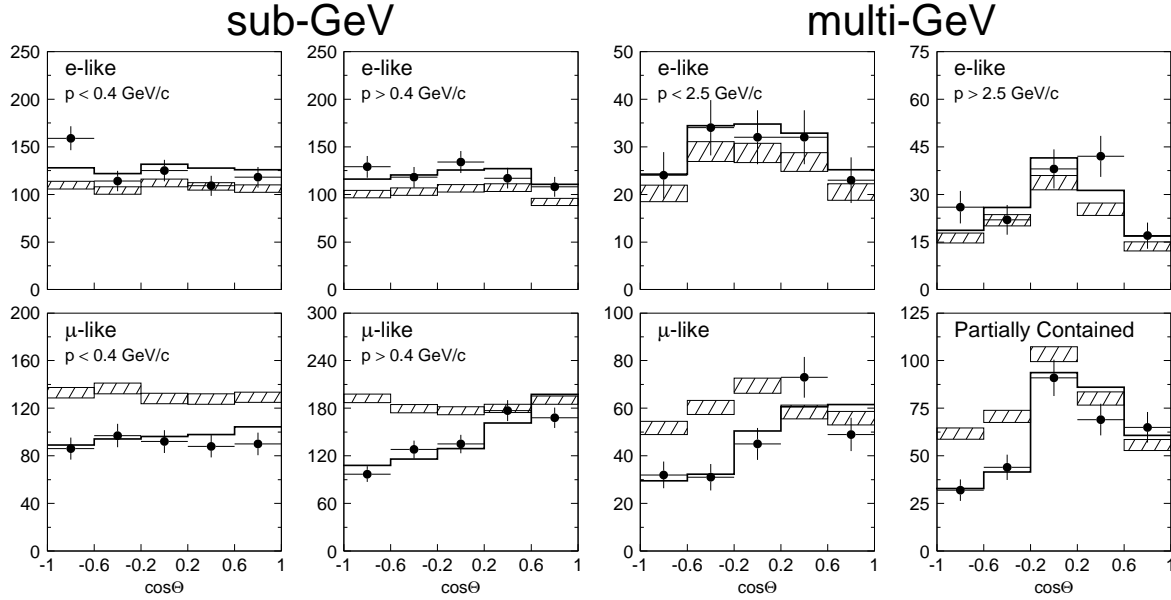 sub-GeV multi-GeV
250 250 50 75
e-like e-like e-like e-like
p < 0.4 GeV/c p > 0.4 GeV/c p < 2.5 GeV/c p > 2.5 GeV/c
200 200 40 60
150 150 30 45
100 100 20 30
50 50 10 15
0 0 0 0
200 300 100 125
μ-like μ-like μ-like Partially Contained
p < 0.4 GeV/c p > 0.4 GeV/c
160 240 80 100
120 180 60 75
80 120 40 50
40 60 20 25
0 0 0 0
-1 -0.6 -0.2 0.2 0.6 1 -1 -0.6 -0.2 0.2 0.6 1 -1 -0.6 -0.2 0.2 0.6 1 -1 -0.6 -0.2 0.2 0.6 1
cosΘ cosΘ cosΘ cosΘ